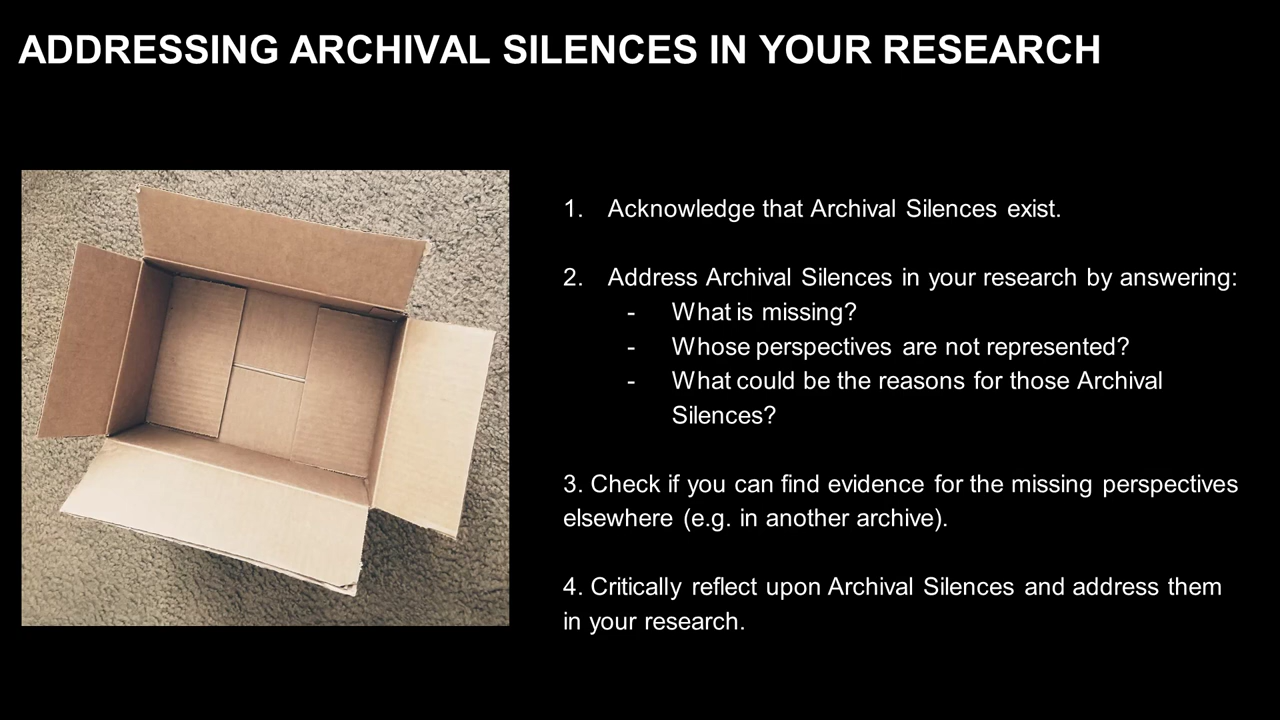 ADDRESSING ARCHIVAL SILENCES IN YOUR RESEARCH
1. Acknowledge that Archival Silences exist.
2. Address Archival Silences in your research by answering:
- What is missing?
- Whose perspectives are not represented?
- What could be the reasons for those Archival
Silences?
3. Check if you can find evidence for the missing perspectives
elsewhere (e.g. in another archive).
4. Critically reflect upon Archival Silences and address them
in your research.